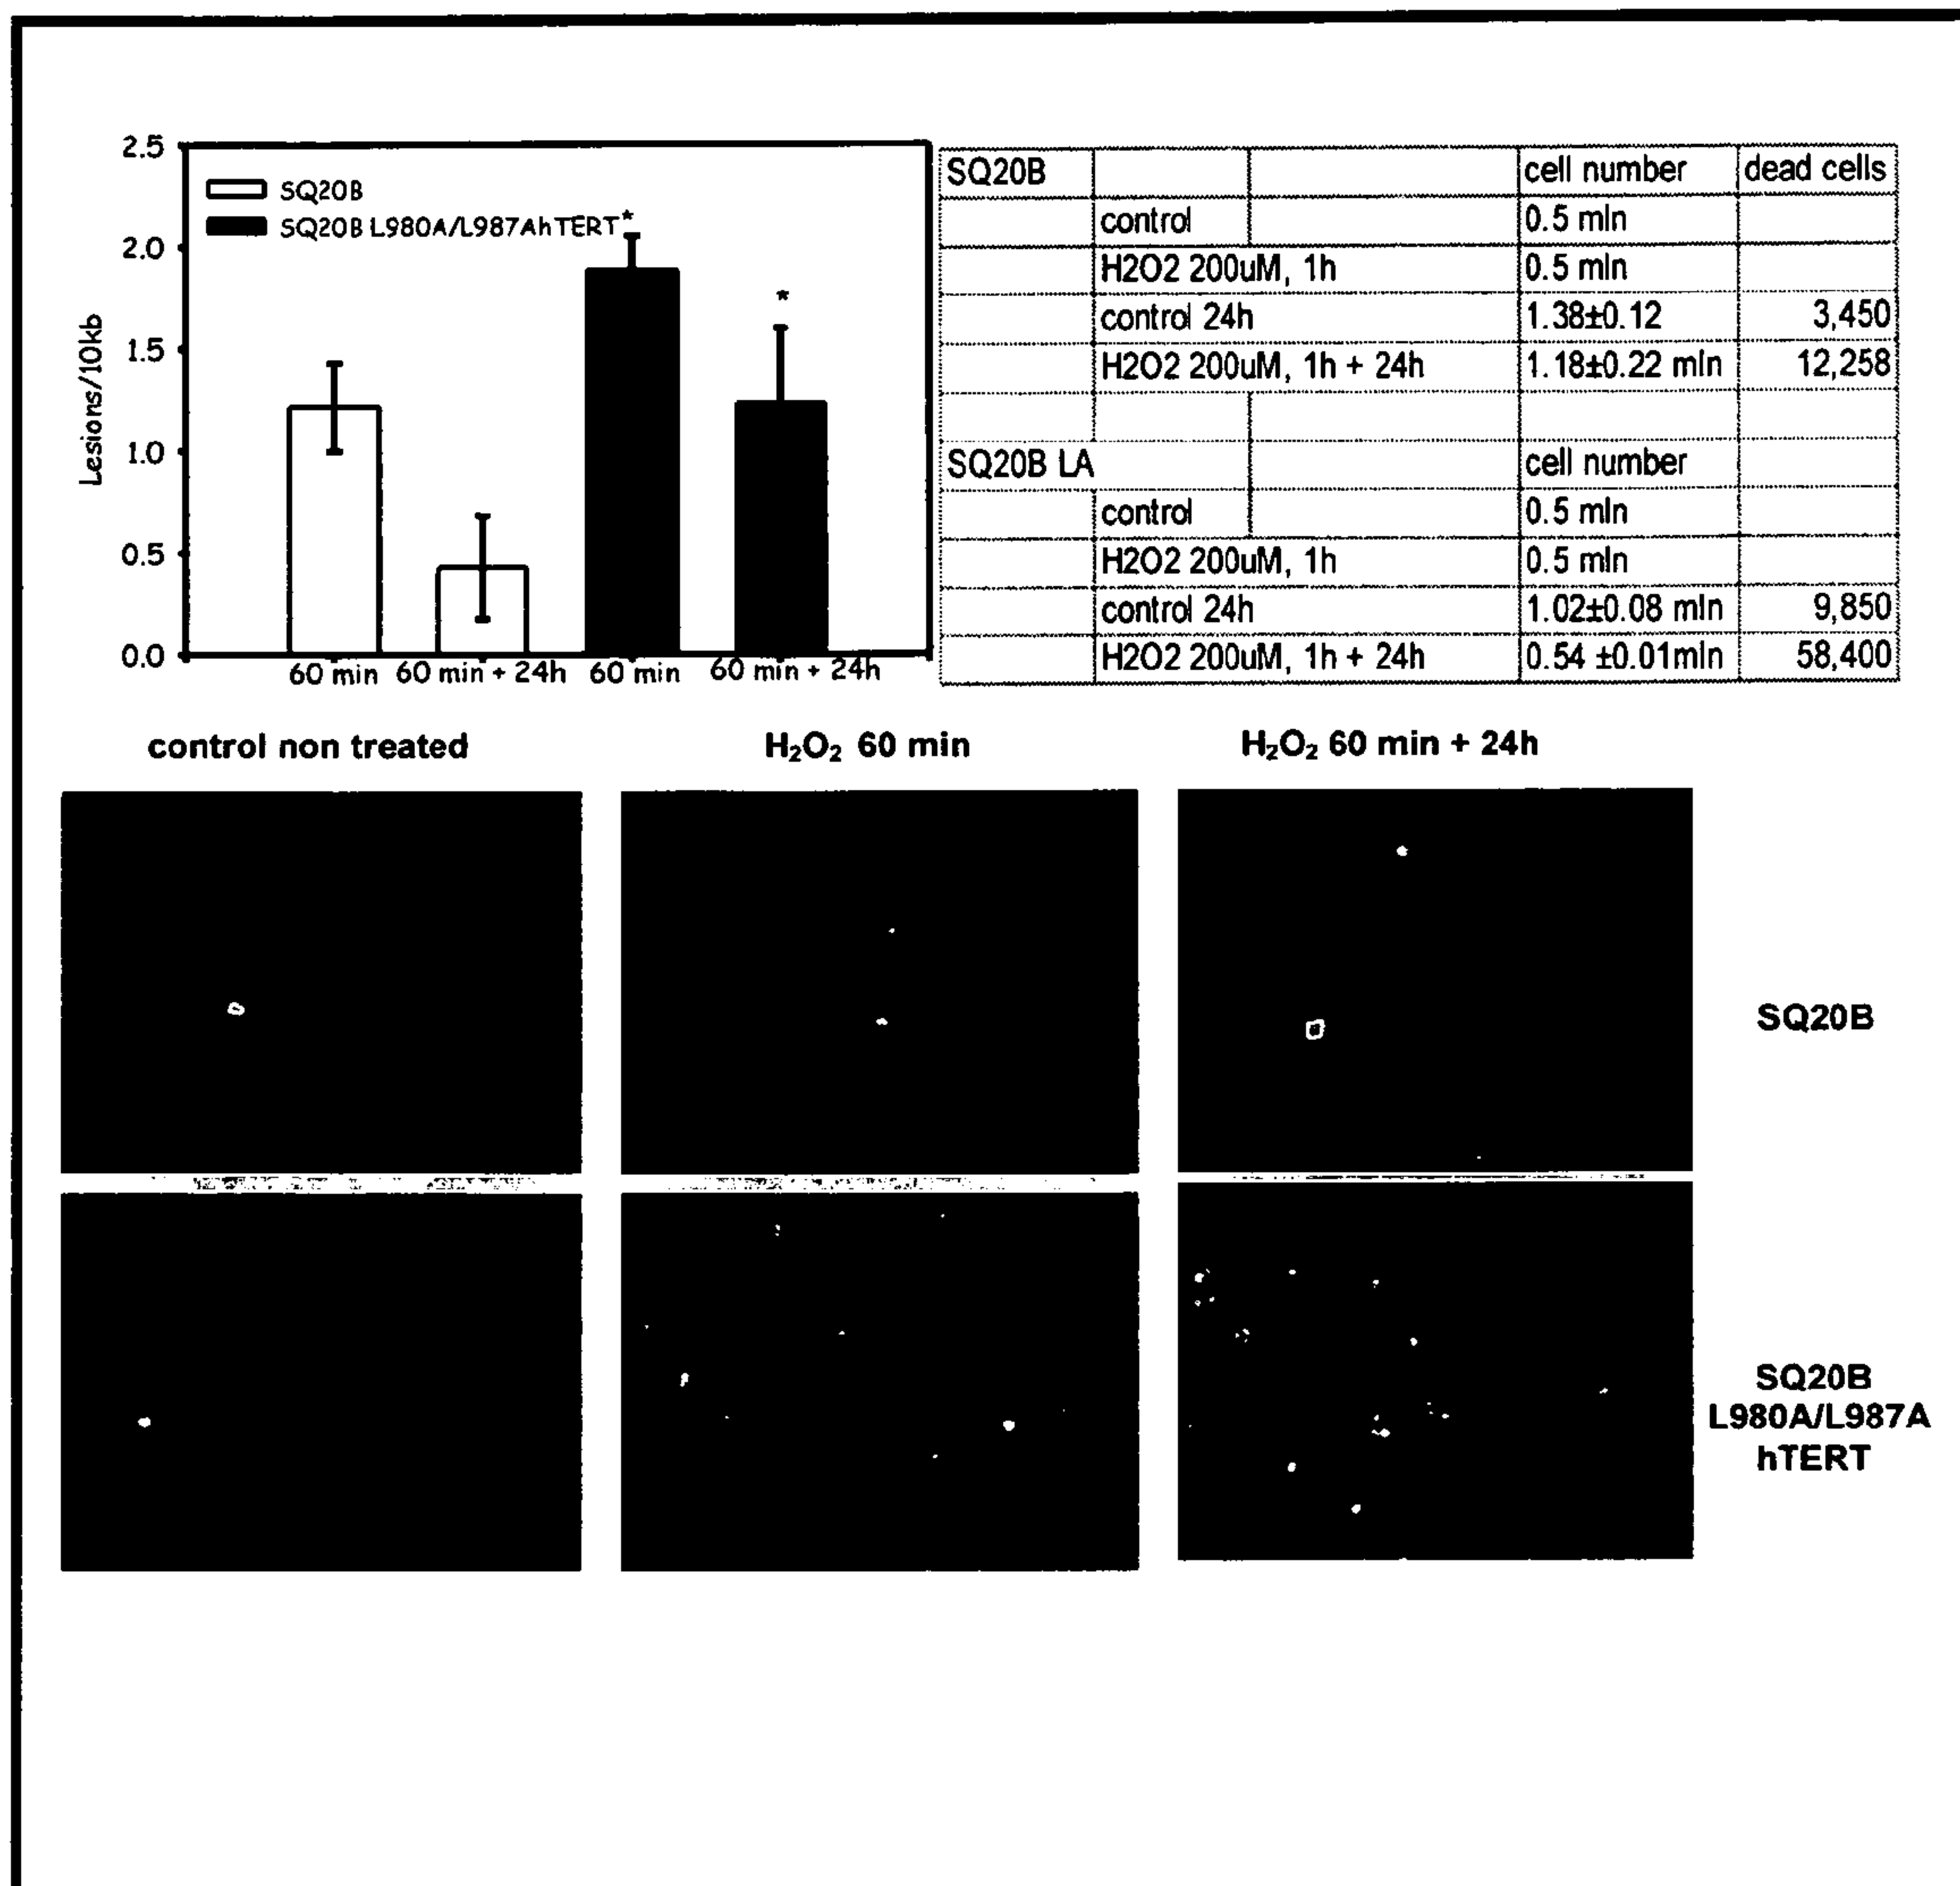 2.5
2.0
1.5
1.0
0.5
0.0
Lesions/10kb
SQ20B
SQ20B L980A/L987AhTERT*
*
60 min 60 min + 24h 60 min 60 min + 24h
SQ20B cell number dead cells
control 0.5 mln
H2O2 200uM, 1h 0.5 mln
control 24h 1.38±0.12 3,450
H2O2 200uM, 1h + 24h 1.18±0.22 mln 12,258
SQ20B LA cell number
control 0.5 mln
H2O2 200uM, 1h 0.5 mln
control 24h 1.02±0.08 mln 9,850
H2O2 200uM, 1h + 24h 0.54 ±0.01mln 58,400
control non treated H₂O₂ 60 min H₂O₂ 60 min + 24h
SQ20B
SQ20B
L980A/L987A
hTERT